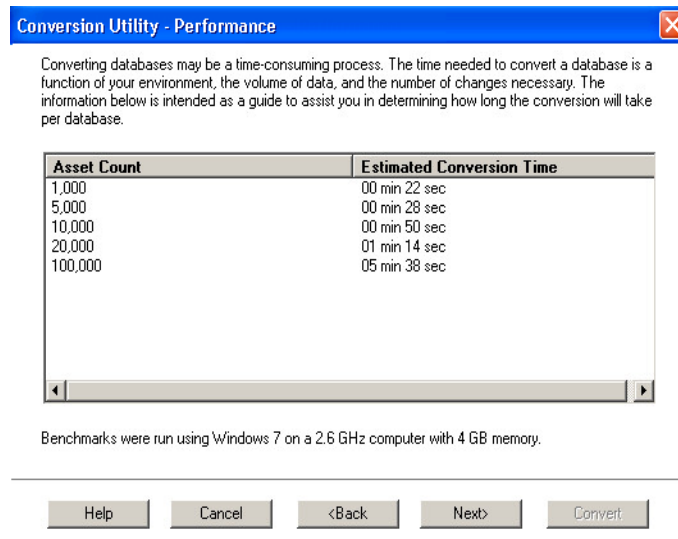 Conversion Utility - Performance
Converting databases may be a time-consuming process. The time needed to convert a database is a
function of your environment, the volume of data, and the number of changes necessary. The
information below is intended as a guide to assist you in determining how long the conversion will take
per database.
Asset Count Estimated Conversion Time
1,000 00 min 22 sec
5,000 00 min 28 sec
10,000 00 min 50 sec
20,000 01 min 14 sec
100,000 05 min 38 sec
Benchmarks were run using Windows 7 on a 2.6 GHz computer with 4 GB memory.
Help Cancel <Back Next> Convert